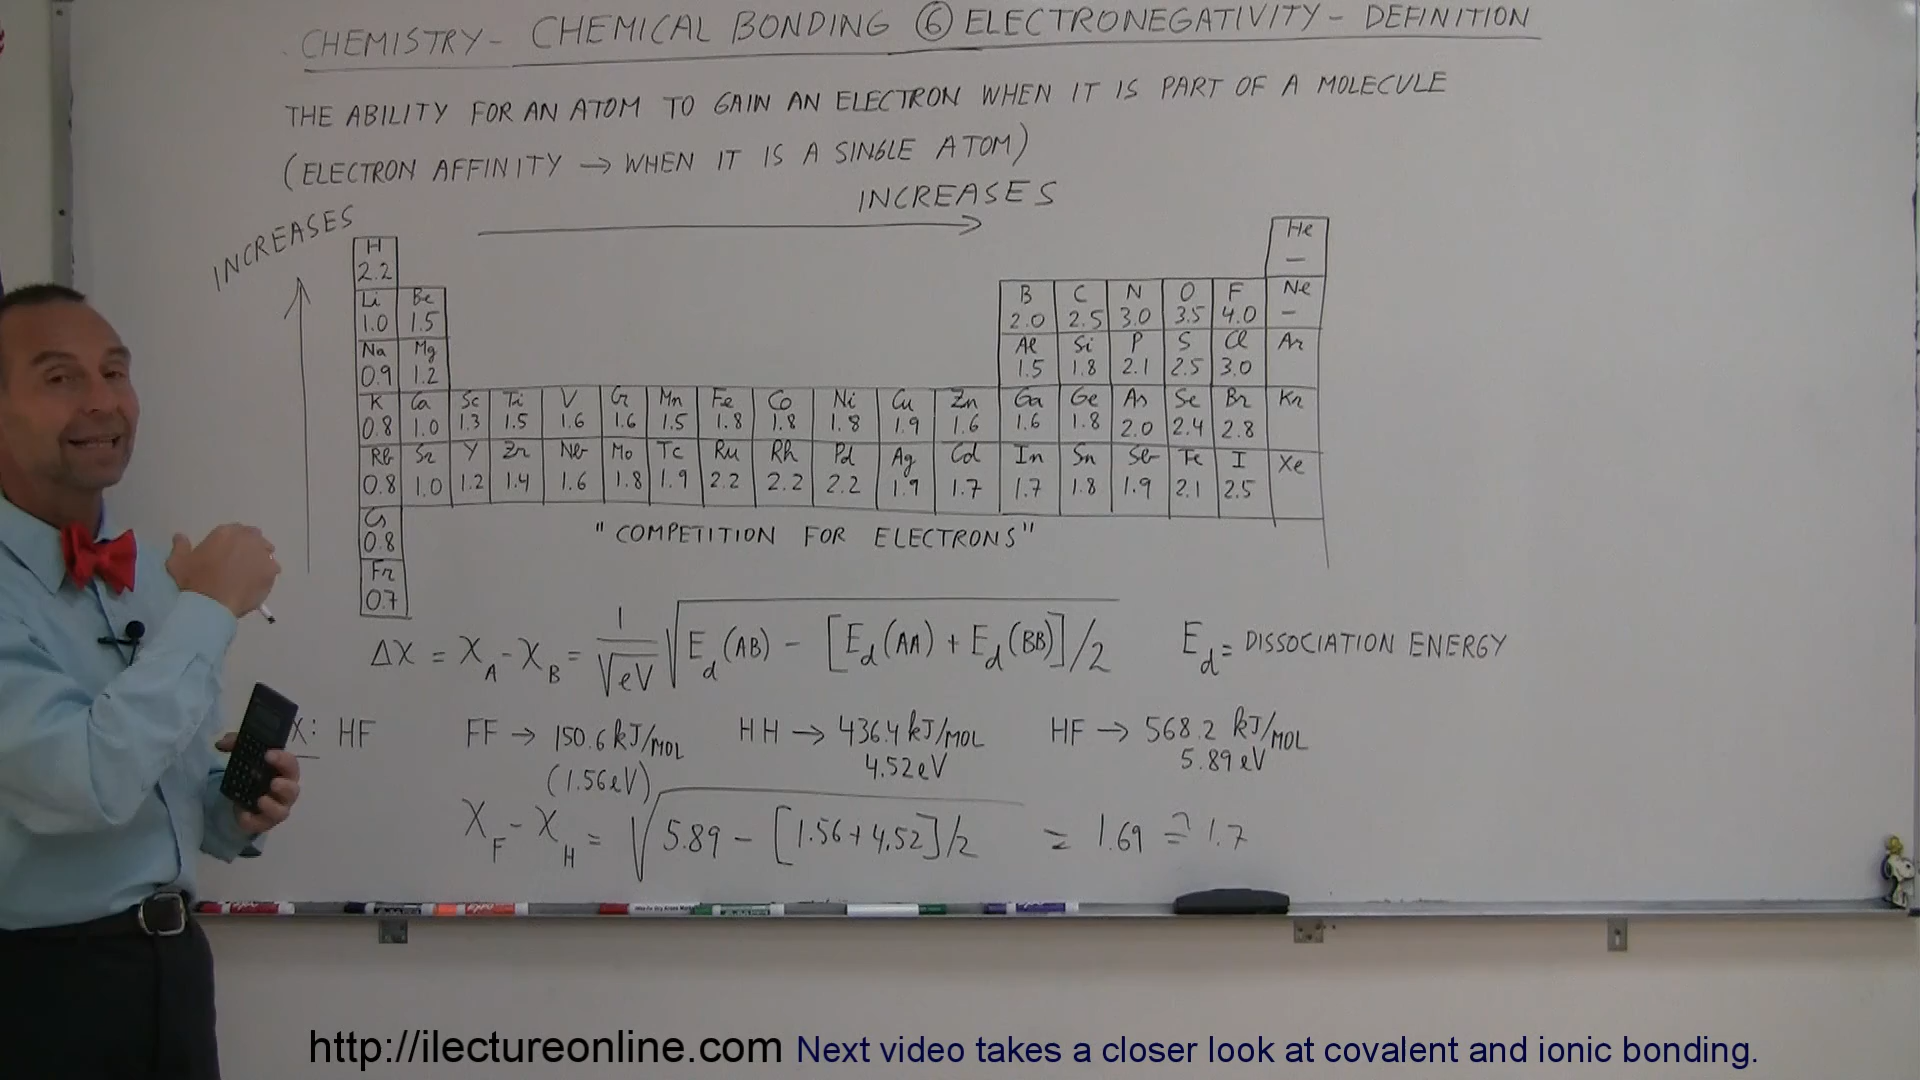 CHEMISTRY - CHEMICAL BONDING ⑥ ELECTRONEGATIVITY - DEFINITION
THE ABILITY FOR AN ATOM TO GAIN AN ELECTRON WHEN IT IS PART OF A MOLECULE
(ELECTRON AFFINITY → WHEN IT IS A SINGLE ATOM)
INCREASES
INCREASES
H He
2.2 —
Li Be B C N O F Ne
1.0 1.5 2.0 2.5 3.0 3.5 4.0 —
Na Mg Al Si P S Cl Ar
0.9 1.2 1.5 1.8 2.1 2.5 3.0
K Ca Sc Ti V Cr Mn Fe Co Ni Cu Zn Ga Ge As Se Br Kr
0.8 1.0 1.3 1.5 1.6 1.6 1.5 1.8 1.8 1.8 1.9 1.6 1.6 1.8 2.0 2.4 2.8
Rb Sr Y Zr Nb Mo Tc Ru Rh Pd Ag Cd In Sn Sb Te I Xe
0.8 1.0 1.2 1.4 1.6 1.8 1.9 2.2 2.2 2.2 1.9 1.7 1.7 1.8 1.9 2.1 2.5
Cs
0.8
Fr
0.7
"COMPETITION FOR ELECTRONS"
ΔX = X_A - X_B = 1/√eV √(E_d(AB) - [E_d(AA) + E_d(BB)]/2) E_d = DISSOCIATION ENERGY
X: HF FF → 150.6 kJ/MOL HH → 436.4 kJ/MOL HF → 568.2 kJ/MOL
(1.56eV) 4.52eV 5.89eV
X_F - X_H = √(5.89 - [1.56+4.52]/2) = 1.69 = 1.7
http://ilectureonline.com Next video takes a closer look at covalent and ionic bonding.